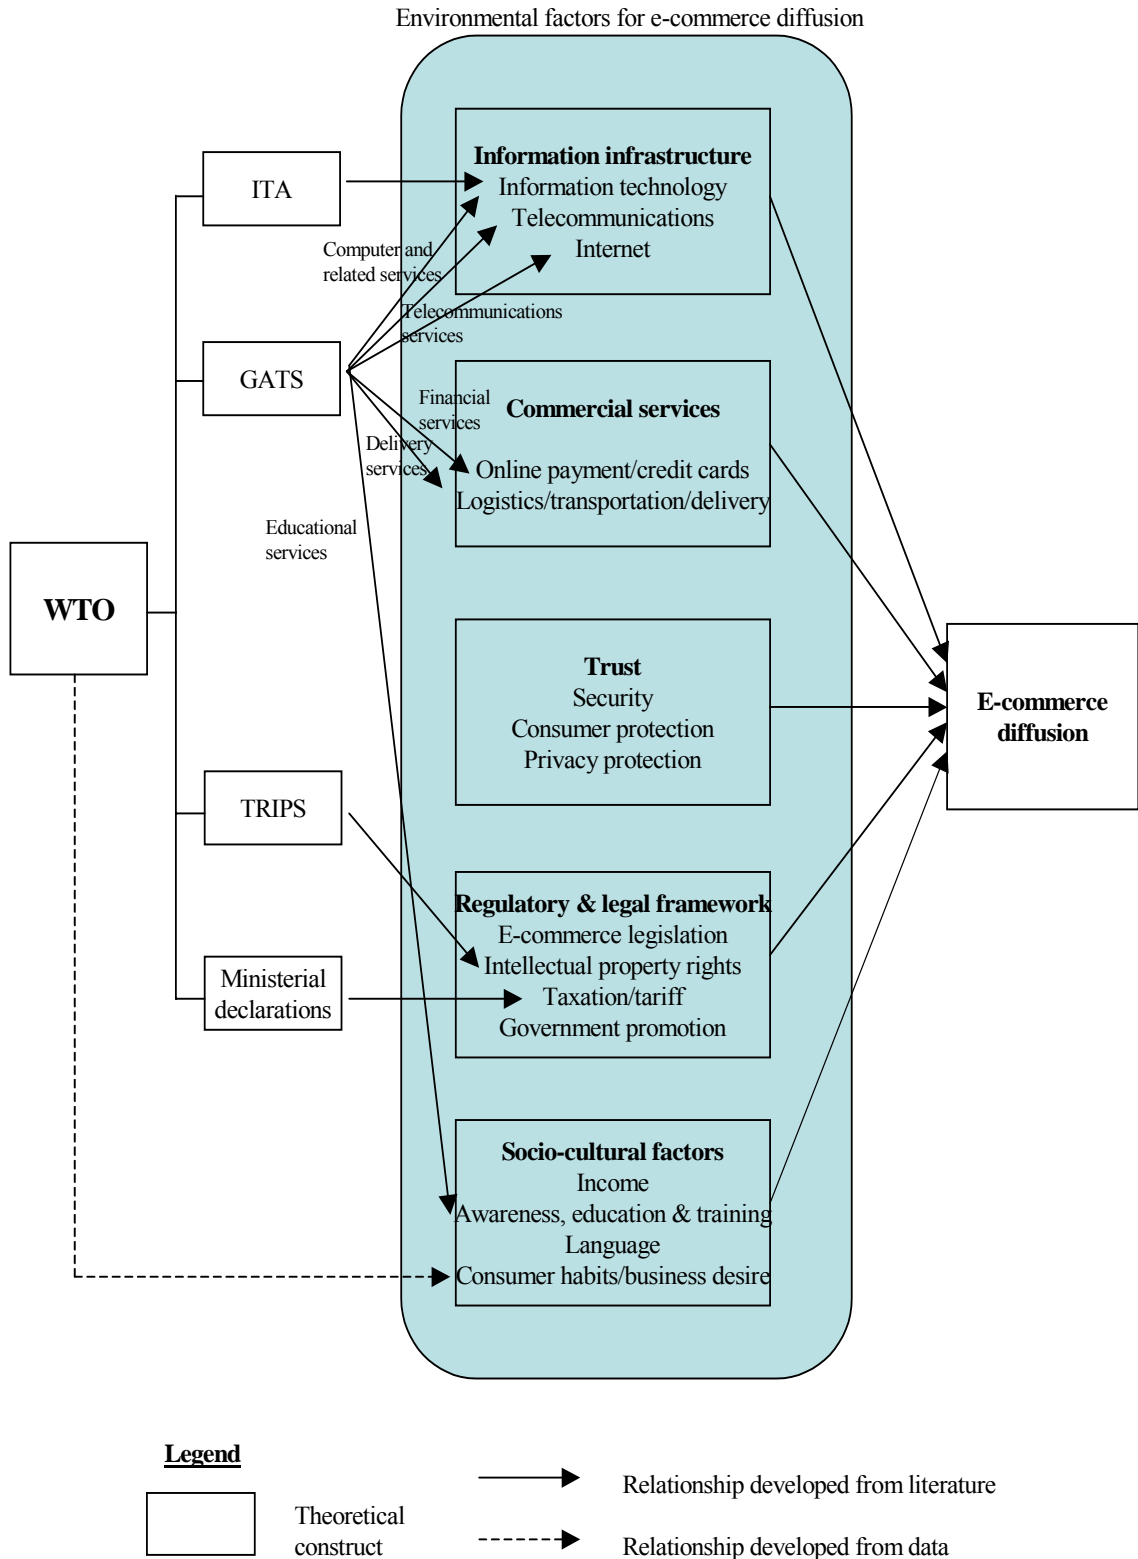 Environmental factors for e-commerce diffusion
Information infrastructure
Information technology
Telecommunications
Internet
ITA
Computer and
related services
Telecommunications
services
GATS
Financial
services
Delivery
services
Commercial services
Online payment/credit cards
Logistics/transportation/delivery
Educational
services
WTO
Trust
Security
Consumer protection
Privacy protection
E-commerce
diffusion
TRIPS
Regulatory & legal framework
E-commerce legislation
Intellectual property rights
Taxation/tariff
Government promotion
Ministerial
declarations
Socio-cultural factors
Income
Awareness, education & training
Language
Consumer habits/business desire
Legend
Theoretical
construct
Relationship developed from literature
Relationship developed from data